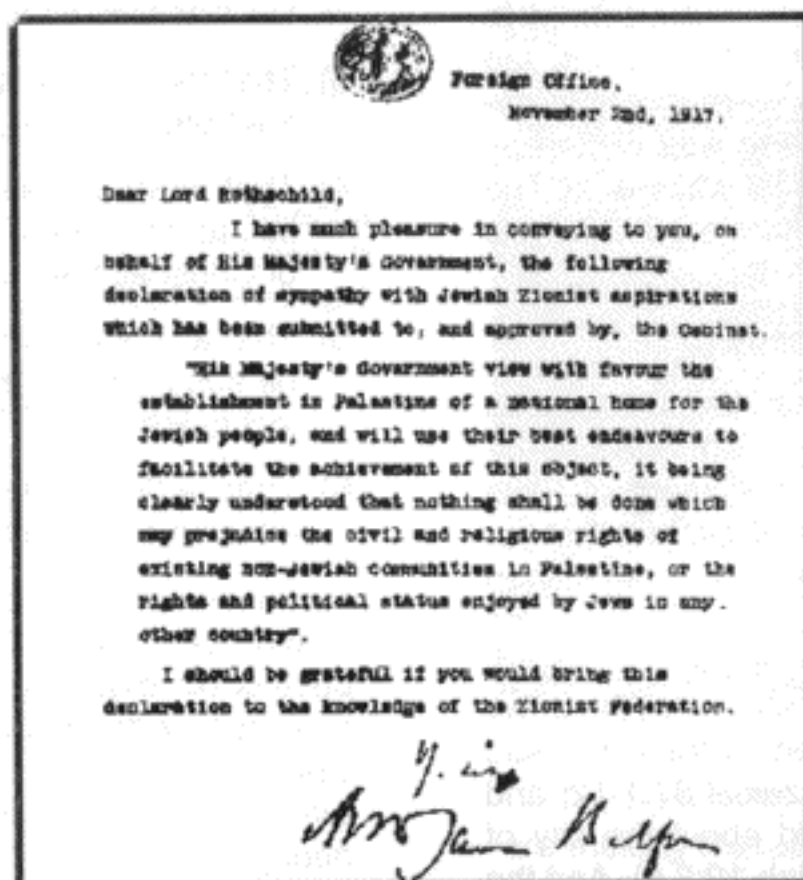 Foreign Office,
November 2nd, 1917.
Dear Lord Rothschild,
I have much pleasure in conveying to you, on
behalf of His Majesty's Government, the following
declaration of sympathy with Jewish Zionist aspirations
which has been submitted to, and approved by, the Cabinet.
"His Majesty's Government view with favour the
establishment in Palestine of a national home for the
Jewish people, and will use their best endeavours to
facilitate the achievement of this object, it being
clearly understood that nothing shall be done which
may prejudice the civil and religious rights of
existing non-Jewish communities in Palestine, or the
rights and political status enjoyed by Jews in any
other country".
I should be grateful if you would bring this
declaration to the knowledge of the Zionist Federation.